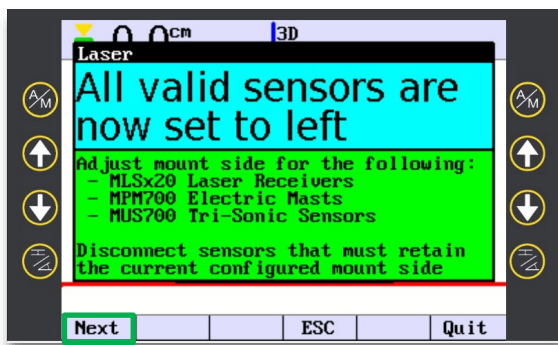 cm
3D
Laser
All valid sensors are
now set to left
Adjust mount side for the following:
- MLSx20 Laser Receivers
- MPM700 Electric Masts
- MUS700 Tri-Sonic Sensors
Disconnect sensors that must retain
the current configured mount side
A/M
A/M
Next
ESC
Quit